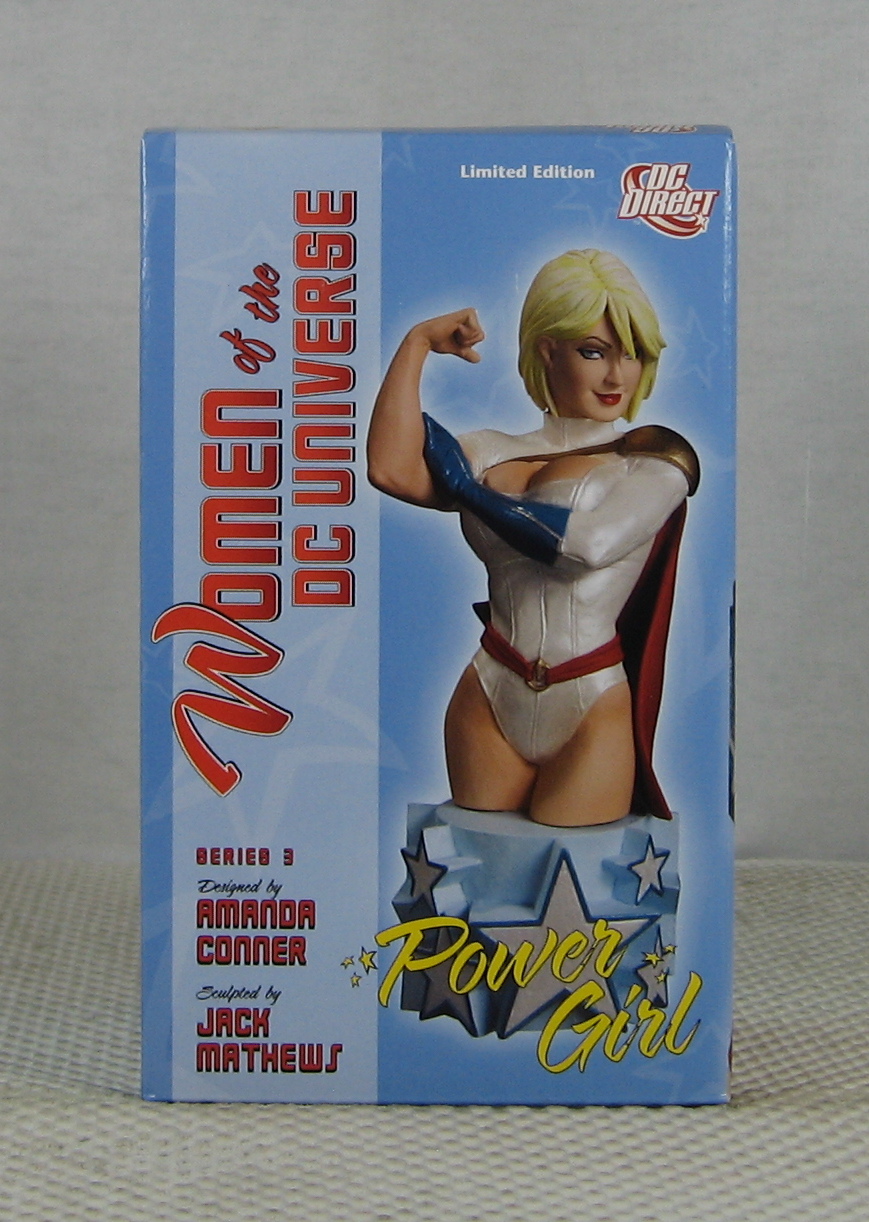 Limited Edition
DC
DIRECT
Women of the
DC UNIVERSE
SERIES 3
Designed by
AMANDA
CONNER
Sculpted by
JACK
MATHEWS
Power
Girl